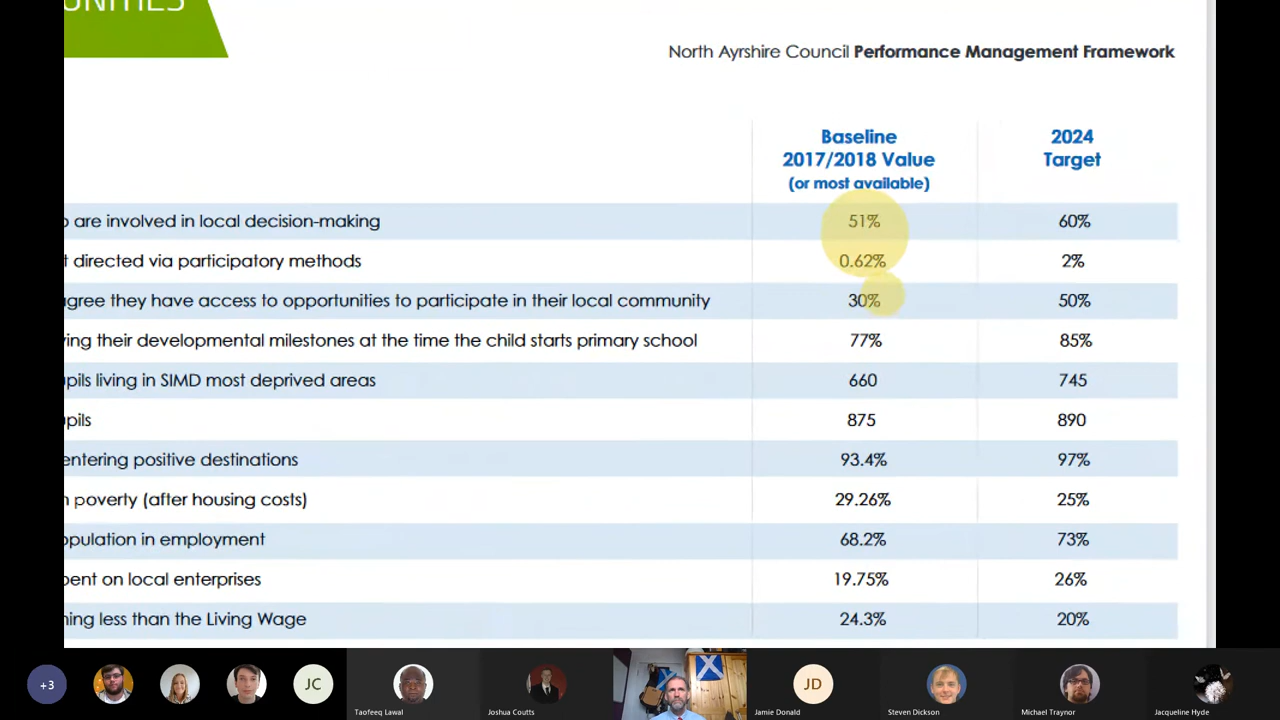 UNITIES
North Ayrshire Council Performance Management Framework
Baseline 2017/2018 Value (or most available)
2024 Target
are involved in local decision-making 51% 60%
t directed via participatory methods 0.62% 2%
agree they have access to opportunities to participate in their local community 30% 50%
ving their developmental milestones at the time the child starts primary school 77% 85%
upils living in SIMD most deprived areas 660 745
upils 875 890
entering positive destinations 93.4% 97%
n poverty (after housing costs) 29.26% 25%
opulation in employment 68.2% 73%
pent on local enterprises 19.75% 26%
ning less than the Living Wage 24.3% 20%
+3
JC
JD
Taofeeq Lawal
Joshua Coutts
Jamie Donald
Steven Dickson
Michael Traynor
Jacqueline Hyde